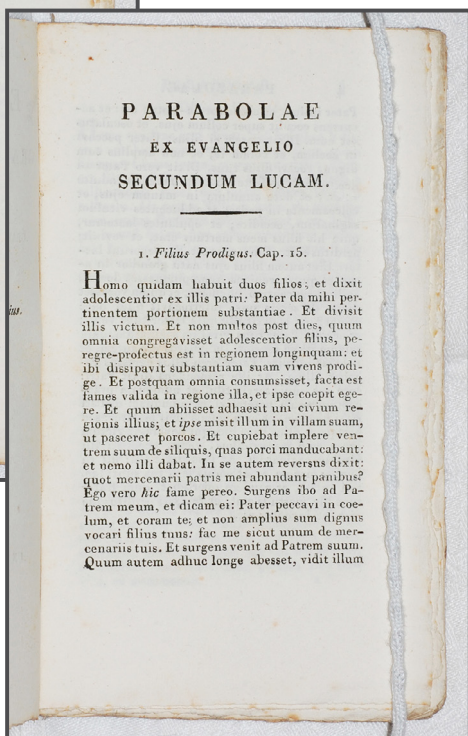 PARABOLAE
EX EVANGELIO
SECUNDUM LUCAM.
1. Filius Prodigus. Cap. 15.
Homo quidam habuit duos filios; et dixit
adolescentior ex illis patri: Pater da mihi per-
tinentem portionem substantiae. Et divisit
illis victum. Et non multos post dies, quum
omnia congregavisset adolescentior filius, pe-
regre-profectus est in regionem longinquam: et
ibi dissipavit substantiam suam vivens prodi-
ge. Et postquam omnia consumsisset, facta est
fames valida in regione illa, et ipse coepit ege-
re. Et quum abiisset adhaesit uni civium re-
gionis illius; et ipse misit illum in villam suam,
ut pasceret porcos. Et cupiebat implere ven-
trem suum de siliquis, quas porci manducabant:
et nemo illi dabat. In se autem reversus dixit:
quot mercenarii patris mei abundant panibus?
Ego vero hic fame pereo. Surgens ibo ad Pa-
trem meum, et dicam ei: Pater peccavi in coe-
lum, et coram te; et non amplius sum dignus
vocari filius tuus: fac me sicut unum de mer-
cenariis tuis. Et surgens venit ad Patrem suum.
Quum autem adhuc longe abesset, vidit illum